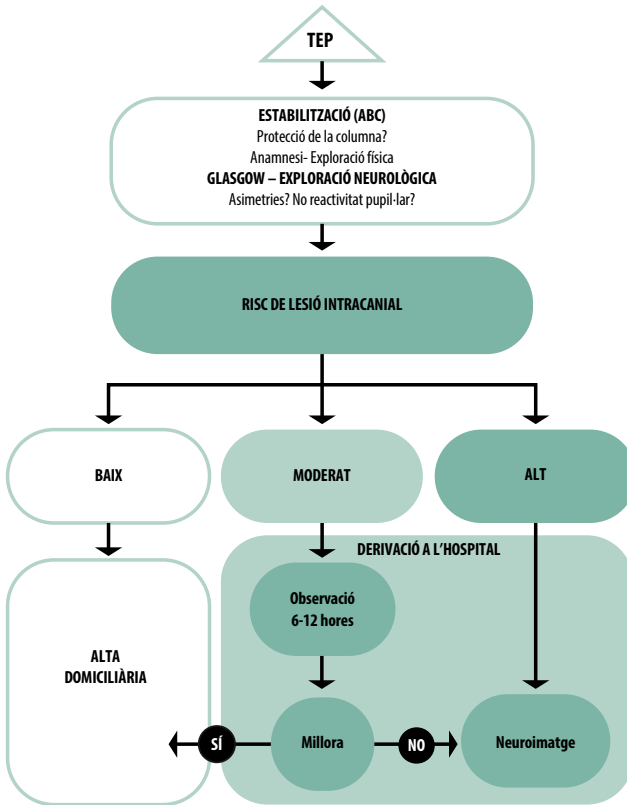 TEP
ESTABILITZACIÓ (ABC)
Protecció de la columna?
Anamnesi- Exploració física
GLASGOW – EXPLORACIÓ NEUROLÒGICA
Asimetries? No reactivitat pupil·lar?
RISC DE LESIÓ INTRACANIAL
BAIX
MODERAT
ALT
DERIVACIÓ A L'HOSPITAL
Observació
6-12 hores
ALTA
DOMICILIÀRIA
SÍ
Millora
NO
Neuroimatge